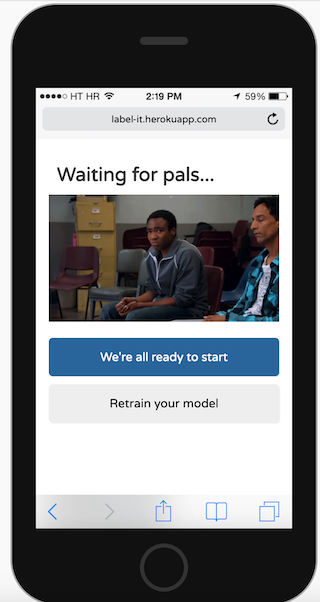 HT HR 2:19 PM 59%
label-it.herokuapp.com
Waiting for pals...
We're all ready to start
Retrain your model